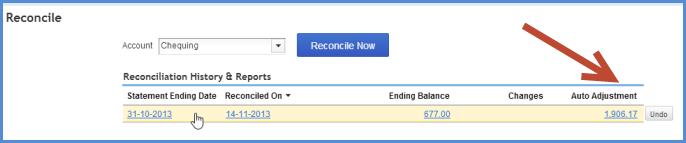 Reconcile
Account Chequing Reconcile Now
Reconciliation History & Reports
Statement Ending Date Reconciled On Ending Balance Changes Auto Adjustment
31-10-2013 14-11-2013 677.00 1,906.17 Undo